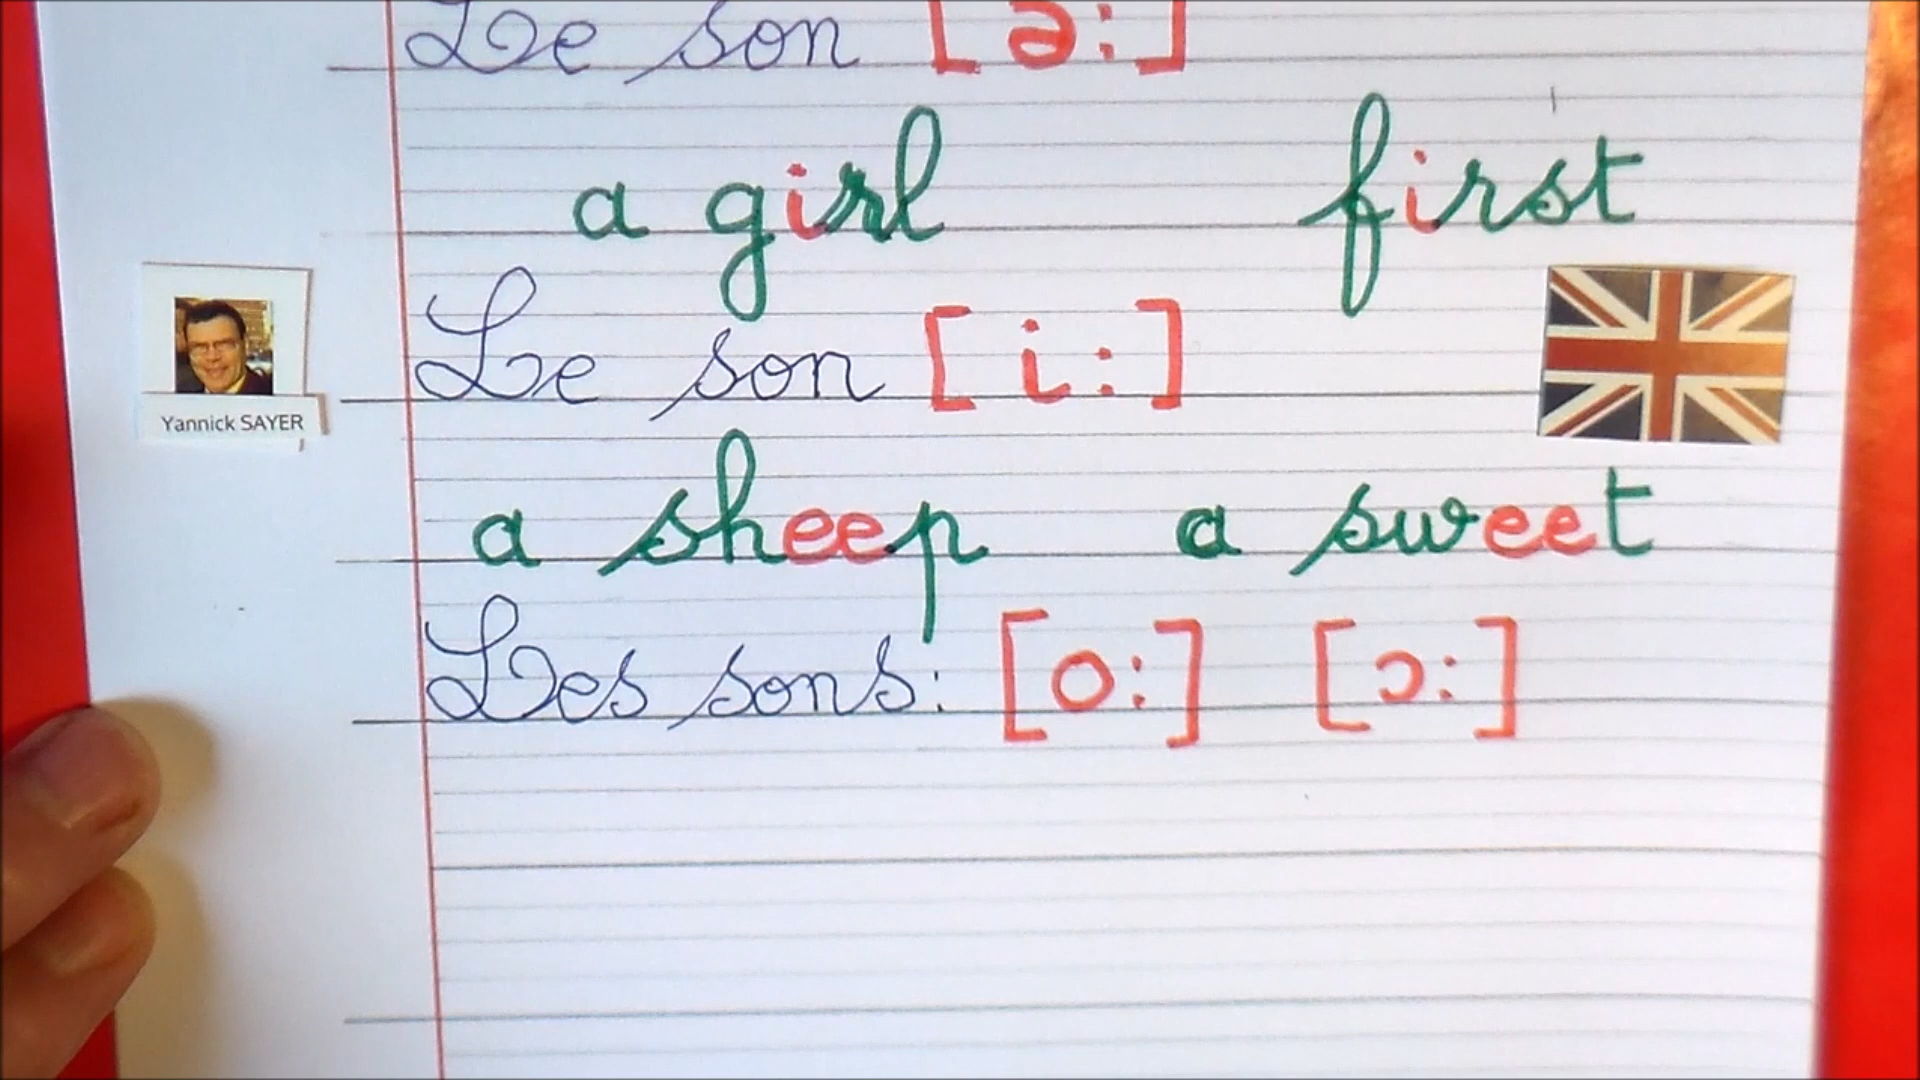 Le son [ə:]
a girl first
Le son [i:]
Yannick SAYER
a sheep a sweet
Les sons: [o:] [ɔ:]